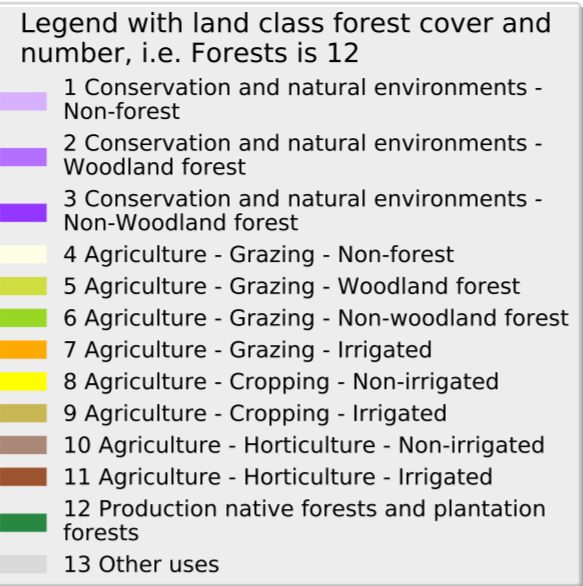 Legend with land class forest cover and
number, i.e. Forests is 12
1 Conservation and natural environments -
Non-forest
2 Conservation and natural environments -
Woodland forest
3 Conservation and natural environments -
Non-Woodland forest
4 Agriculture - Grazing - Non-forest
5 Agriculture - Grazing - Woodland forest
6 Agriculture - Grazing - Non-woodland forest
7 Agriculture - Grazing - Irrigated
8 Agriculture - Cropping - Non-irrigated
9 Agriculture - Cropping - Irrigated
10 Agriculture - Horticulture - Non-irrigated
11 Agriculture - Horticulture - Irrigated
12 Production native forests and plantation
forests
13 Other uses